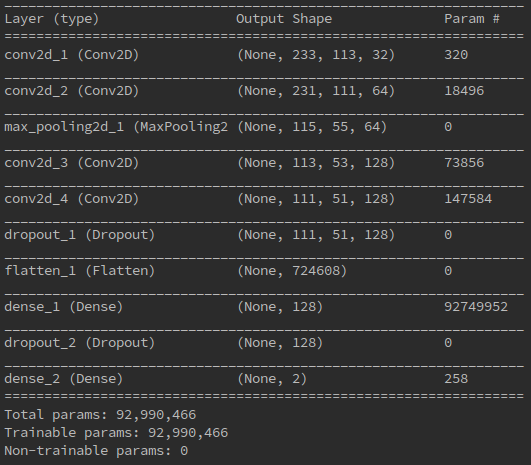 Layer (type) Output Shape Param #
conv2d_1 (Conv2D) (None, 233, 113, 32) 320
conv2d_2 (Conv2D) (None, 231, 111, 64) 18496
max_pooling2d_1 (MaxPooling2 (None, 115, 55, 64) 0
conv2d_3 (Conv2D) (None, 113, 53, 128) 73856
conv2d_4 (Conv2D) (None, 111, 51, 128) 147584
dropout_1 (Dropout) (None, 111, 51, 128) 0
flatten_1 (Flatten) (None, 724608) 0
dense_1 (Dense) (None, 128) 92749952
dropout_2 (Dropout) (None, 128) 0
dense_2 (Dense) (None, 2) 258
Total params: 92,990,466
Trainable params: 92,990,466
Non-trainable params: 0